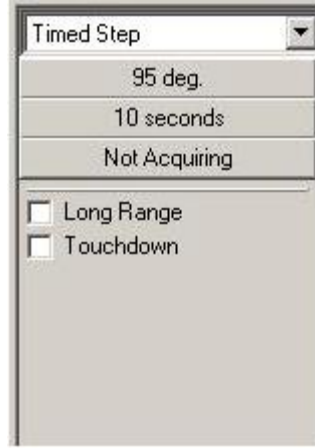 Timed Step
95 deg.
10 seconds
Not Acquiring
Long Range
Touchdown